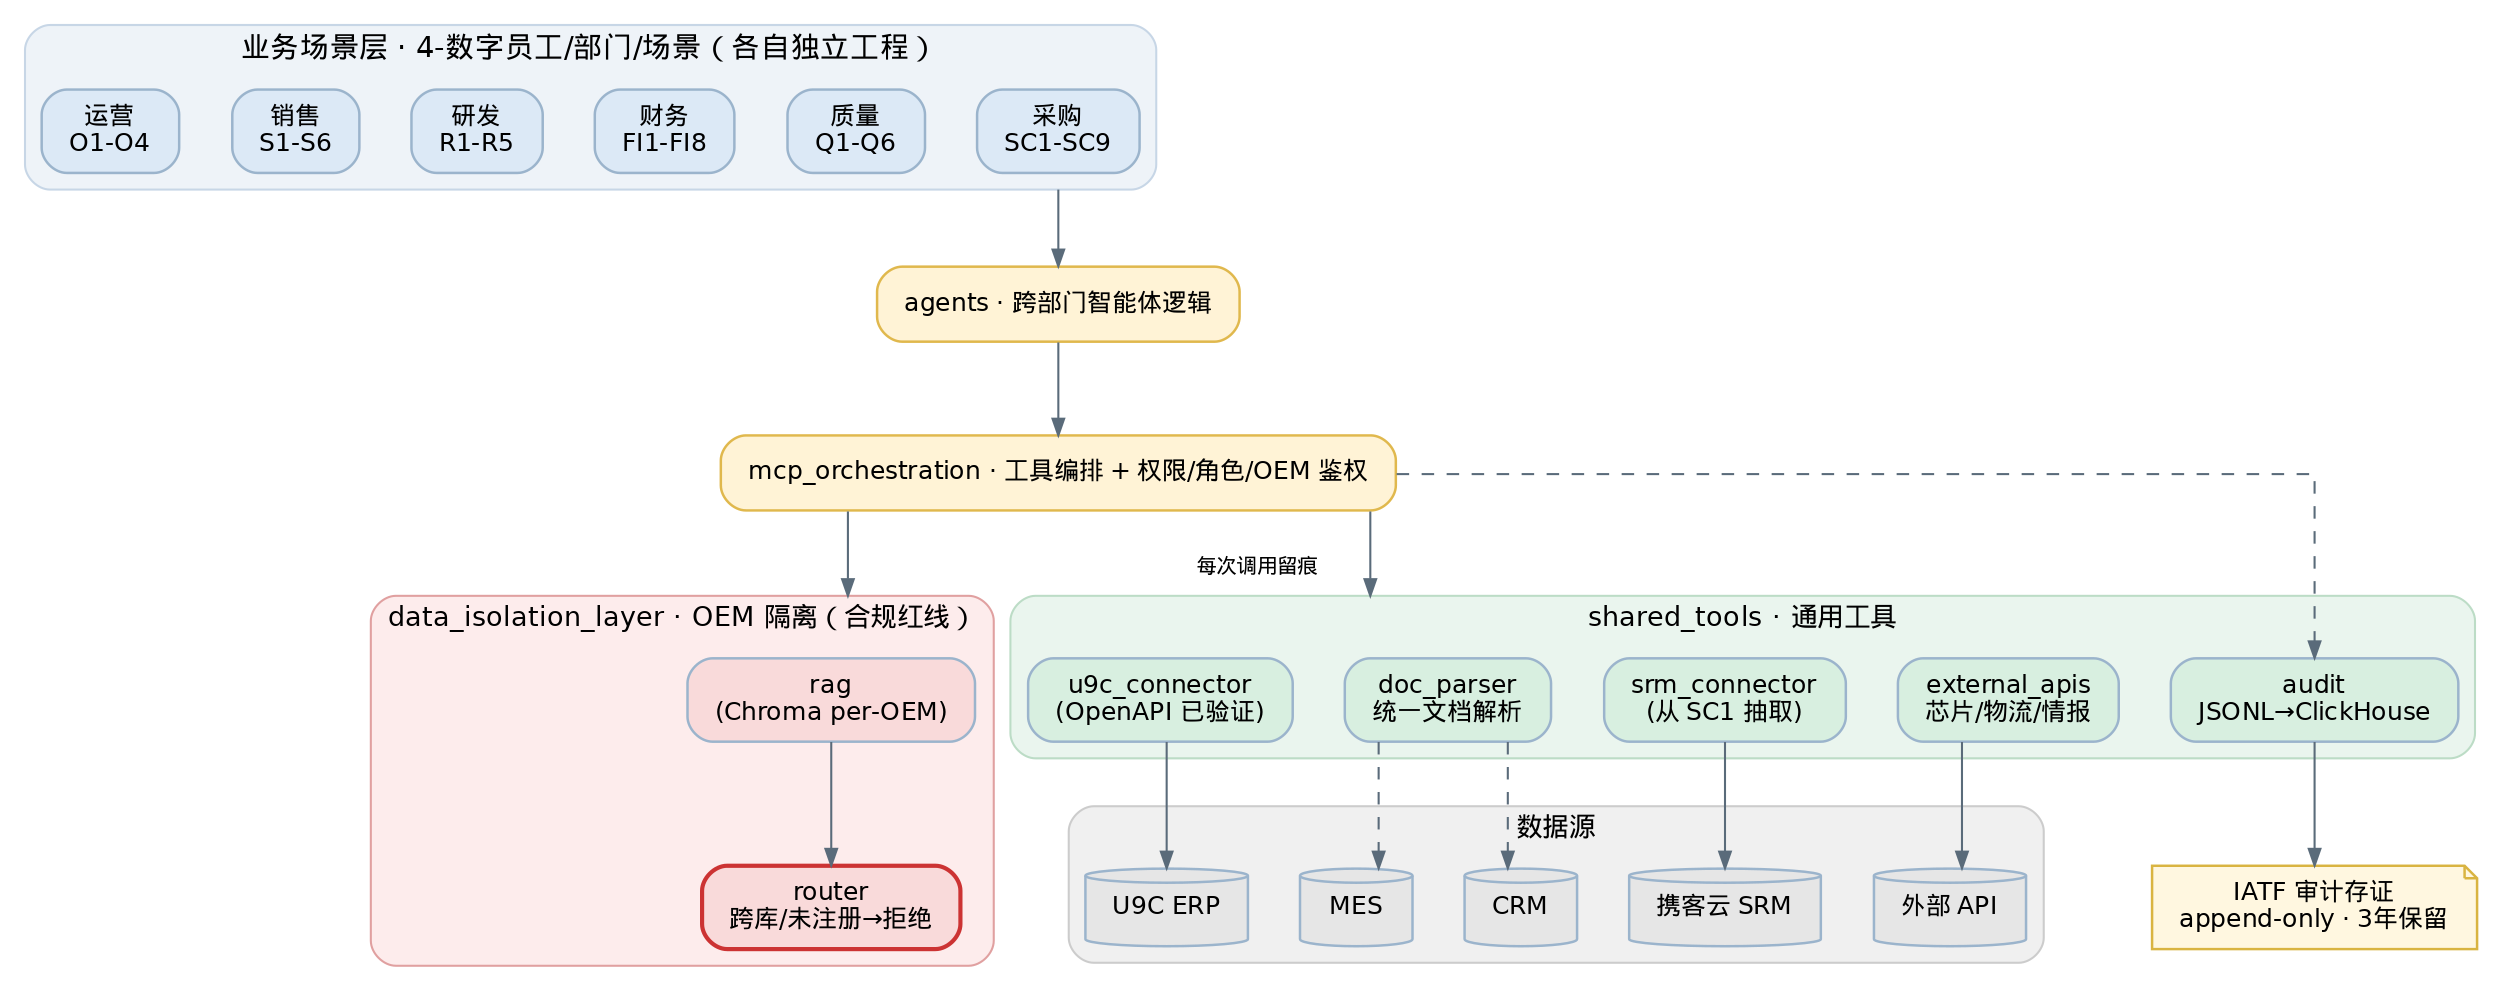 业务场景层 · 4-数字员工/部门/场景（各自独立工程）
运营
O1-O4
销售
S1-S6
研发
R1-R5
财务
FI1-FI8
质量
Q1-Q6
采购
SC1-SC9
agents · 跨部门智能体逻辑
mcp_orchestration · 工具编排 + 权限/角色/OEM 鉴权
每次调用留痕
data_isolation_layer · OEM 隔离（合规红线）
rag
(Chroma per-OEM)
router
跨库/未注册→拒绝
shared_tools · 通用工具
u9c_connector
(OpenAPI 已验证)
doc_parser
统一文档解析
srm_connector
(从 SC1 抽取)
external_apis
芯片/物流/情报
audit
JSONL→ClickHouse
数据源
U9C ERP
MES
CRM
携客云 SRM
外部 API
IATF 审计存证
append-only · 3年保留